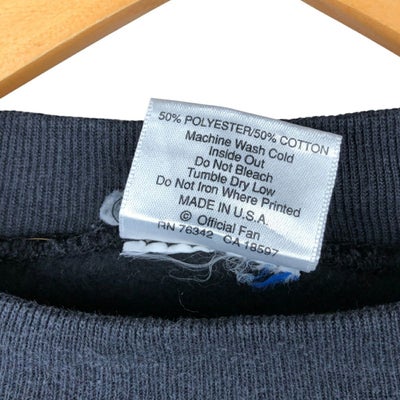 50% POLYESTER/50% COTTON
Machine Wash Cold
Inside Out
Do Not Bleach
Tumble Dry Low
Do Not Iron Where Printed
MADE IN U.S.A.
© Official Fan
RN 76342 CA 18597